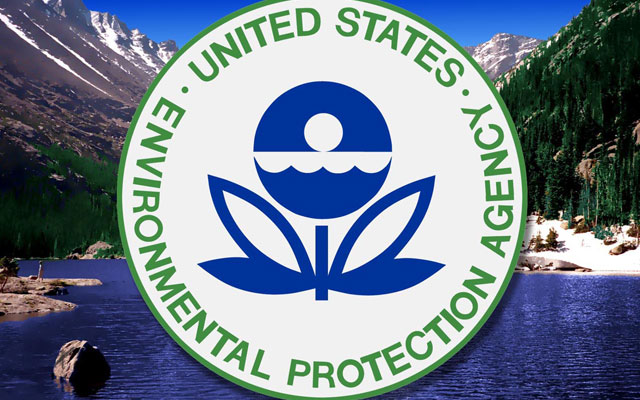 UNITED STATES
· ENVIRONMENTAL PROTECTION AGENCY ·